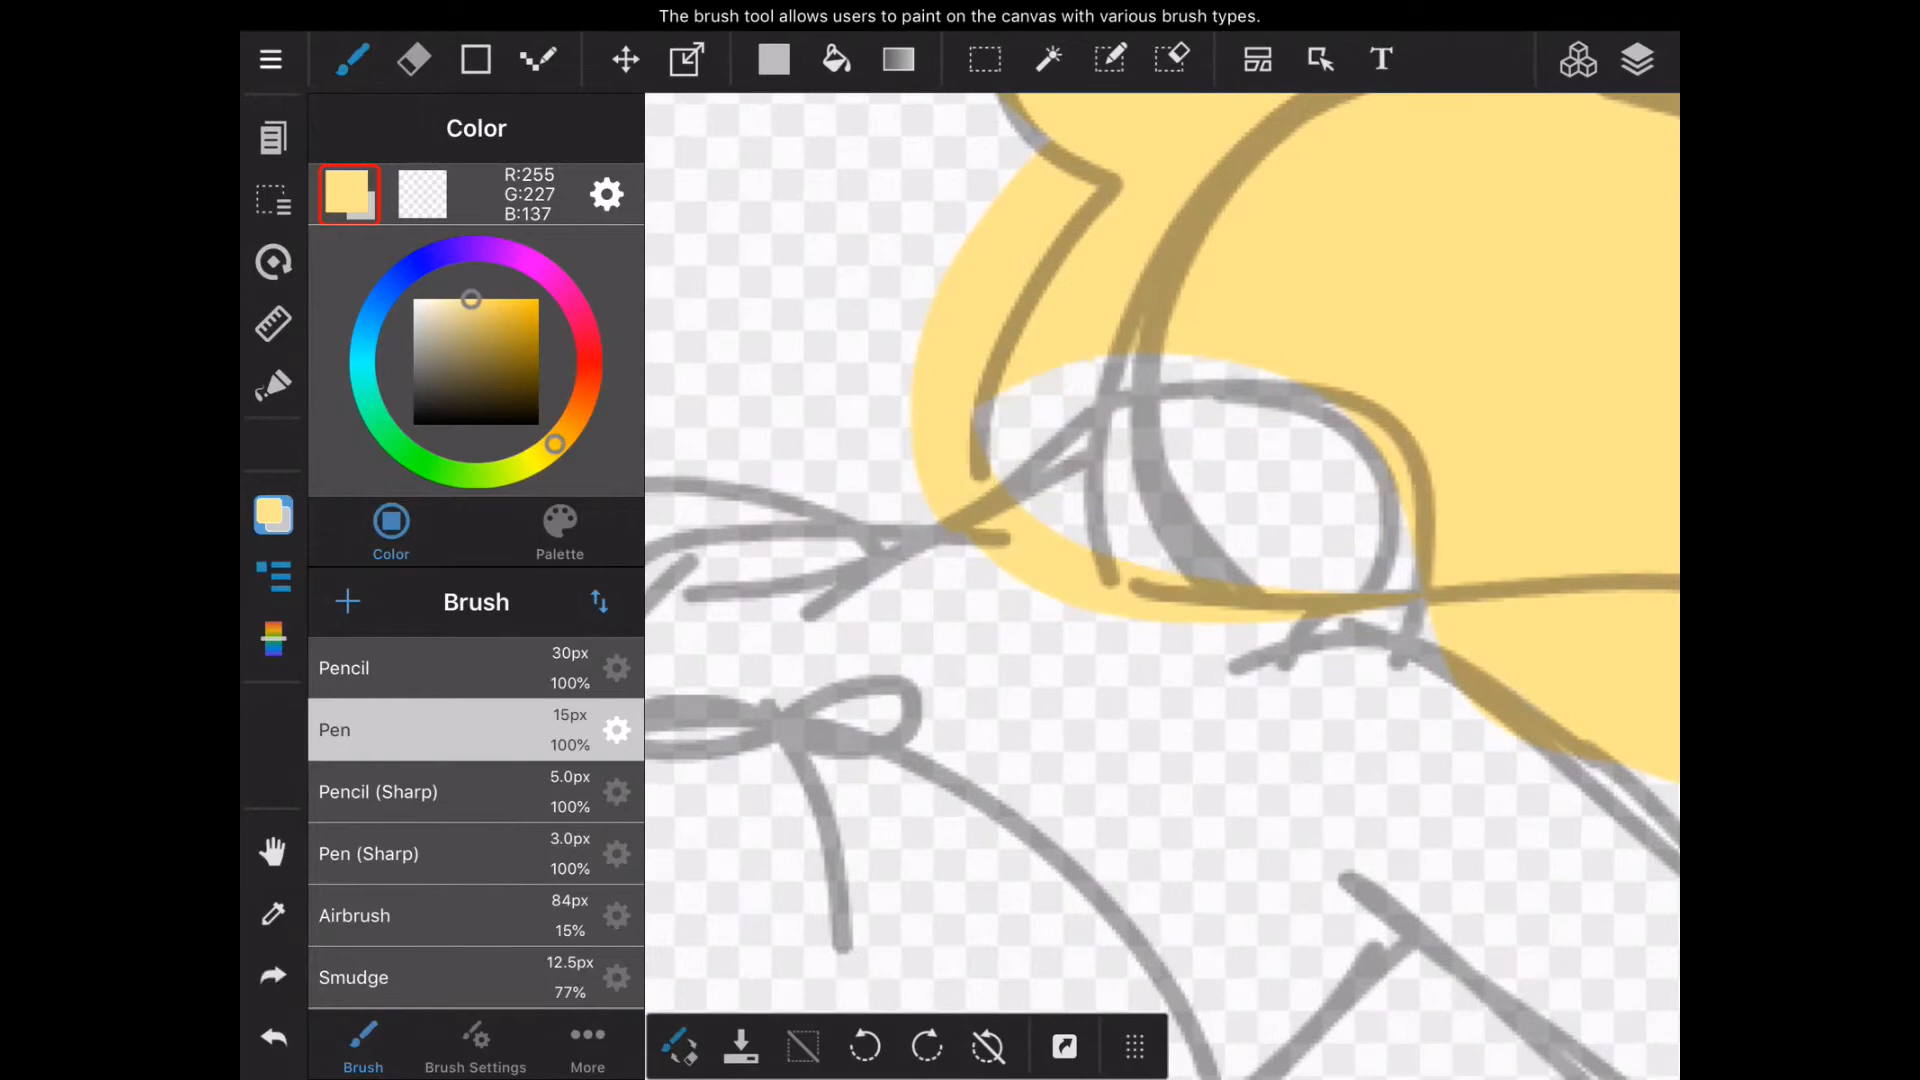 The brush tool allows users to paint on the canvas with various brush types.
T
Color
R:255
G:227
B:137
Color
Palette
Brush
Pencil
30px
100%
Pen
15px
100%
Pencil (Sharp)
5.0px
100%
Pen (Sharp)
3.0px
100%
Airbrush
84px
15%
Smudge
12.5px
77%
Brush
Brush Settings
More